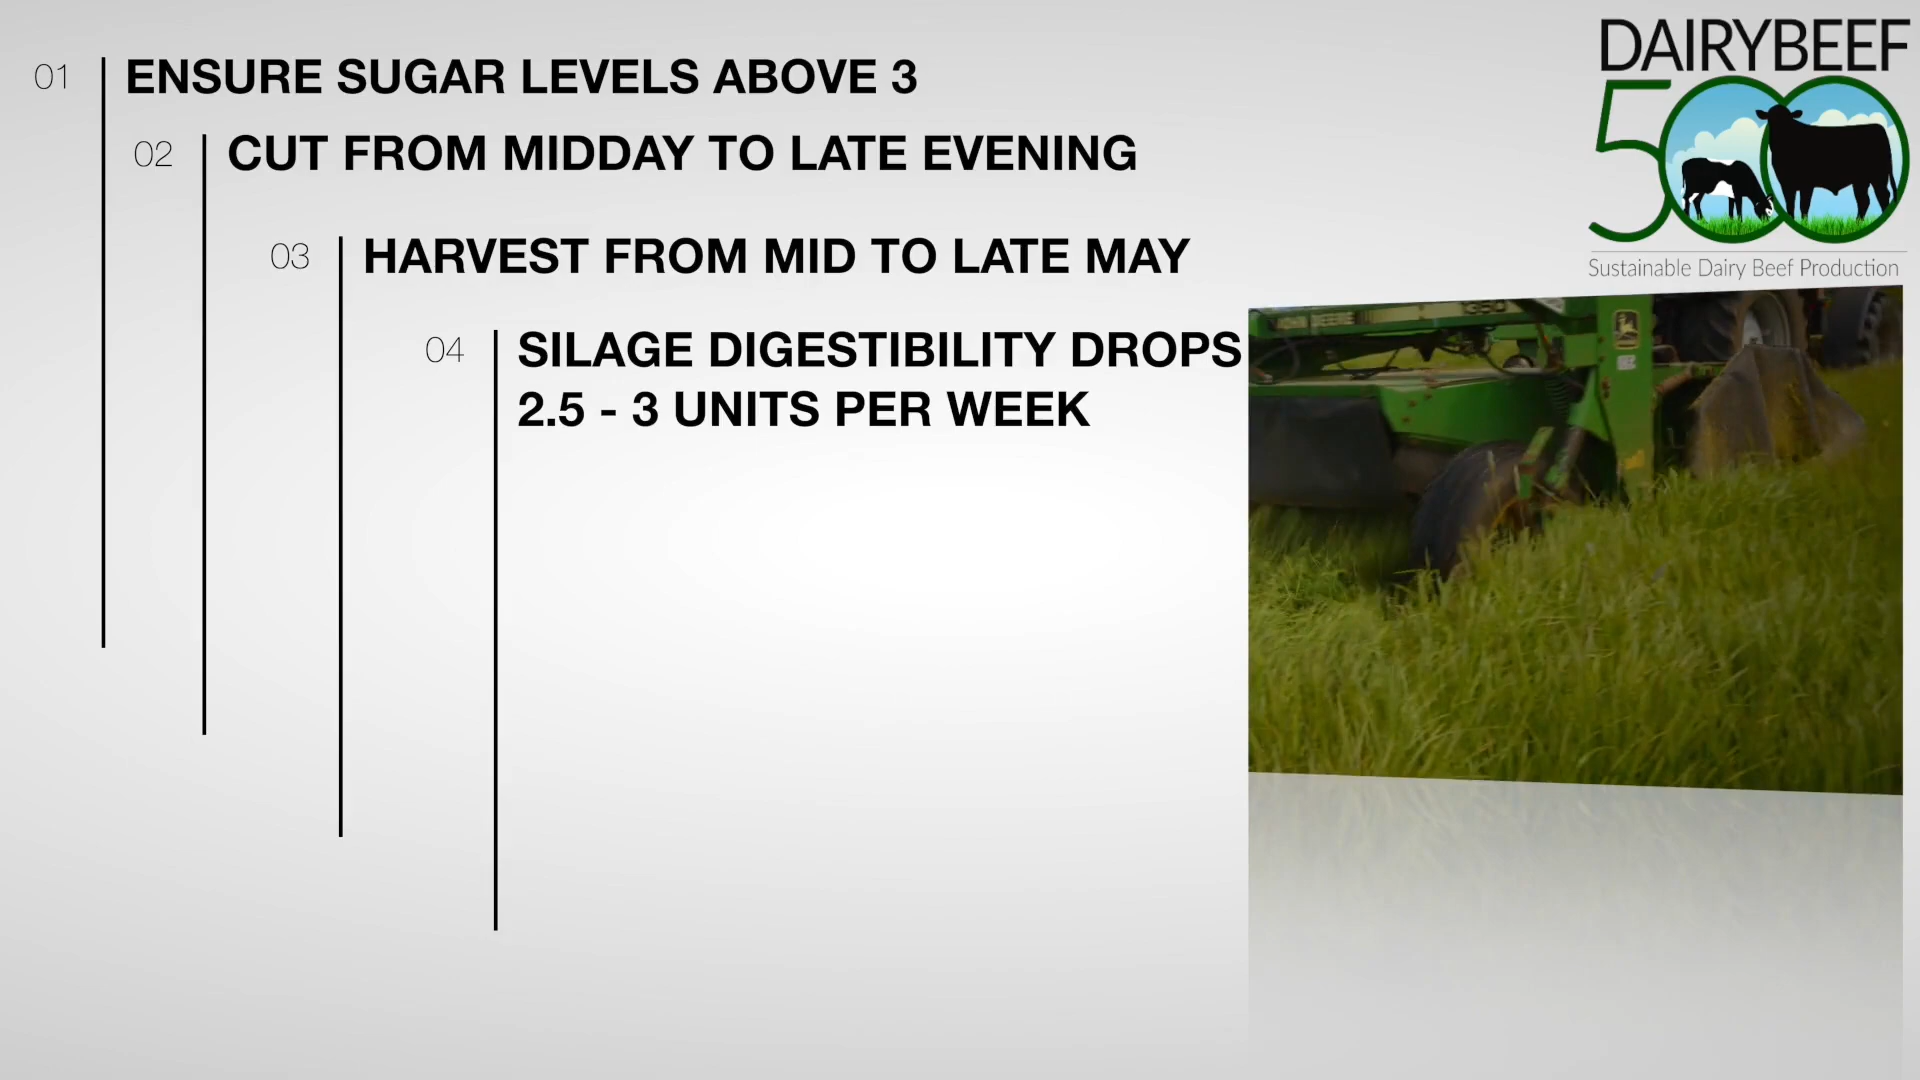 01 ENSURE SUGAR LEVELS ABOVE 3
02 CUT FROM MIDDAY TO LATE EVENING
03 HARVEST FROM MID TO LATE MAY
04 SILAGE DIGESTIBILITY DROPS
2.5 - 3 UNITS PER WEEK
DAIRYBEEF
500
Sustainable Dairy Beef Production